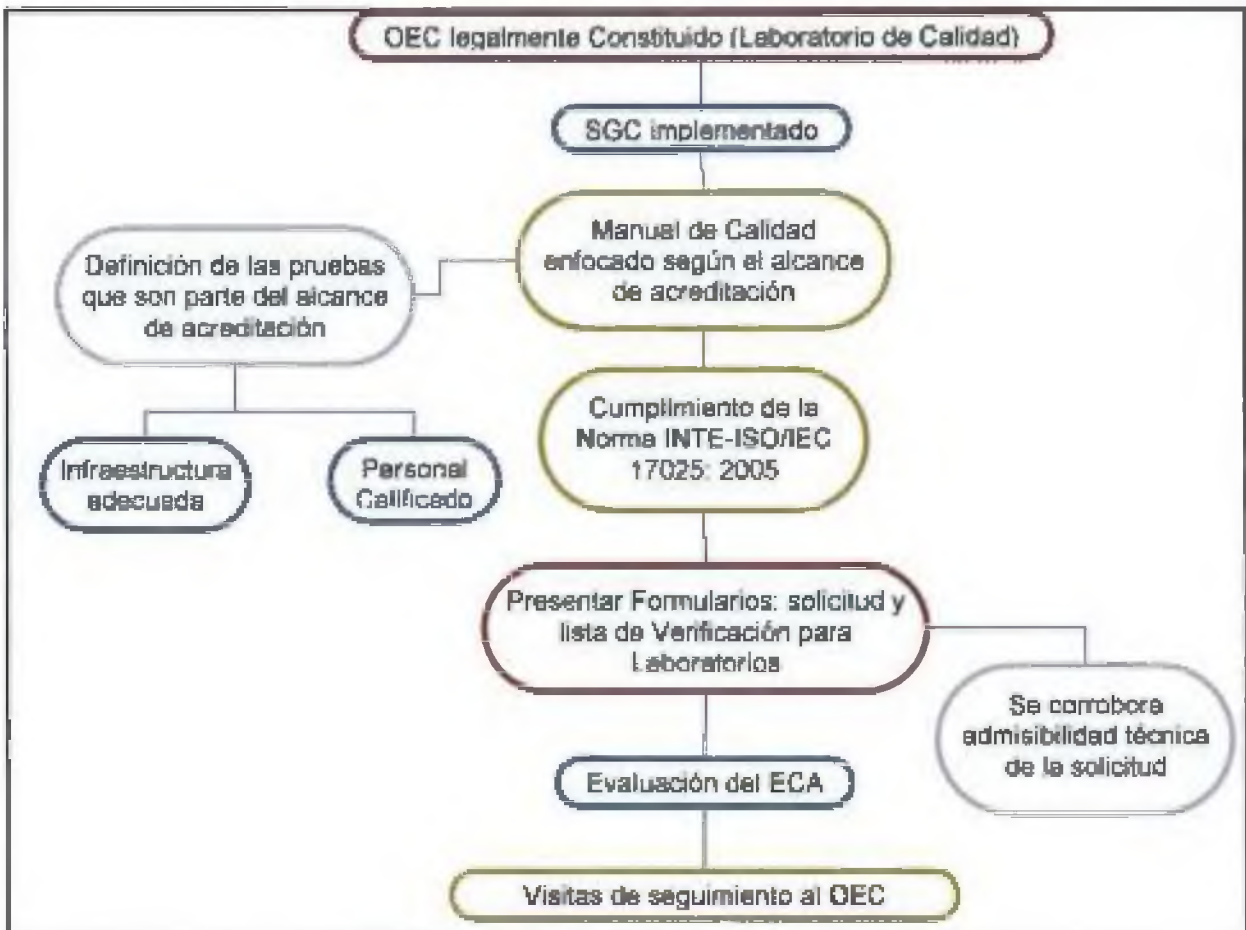 OEC legalmente Constituido (Laboratorio de Calidad)
SGC implementado
Manual de Calidad
enfocado según el alcance
de acreditación
Definición de las pruebas
que son parte del alcance
de acreditación
Infraestructura
adecuada
Personal
Calificado
Cumplimiento de la
Norma INTE-ISO/IEC
17025: 2005
Presentar Formularios: solicitud y
lista de Verificación para
Laboratorios
Se corrobora
admisibilidad técnica
de la solicitud
Evaluación del ECA
Visitas de seguimiento al OEC